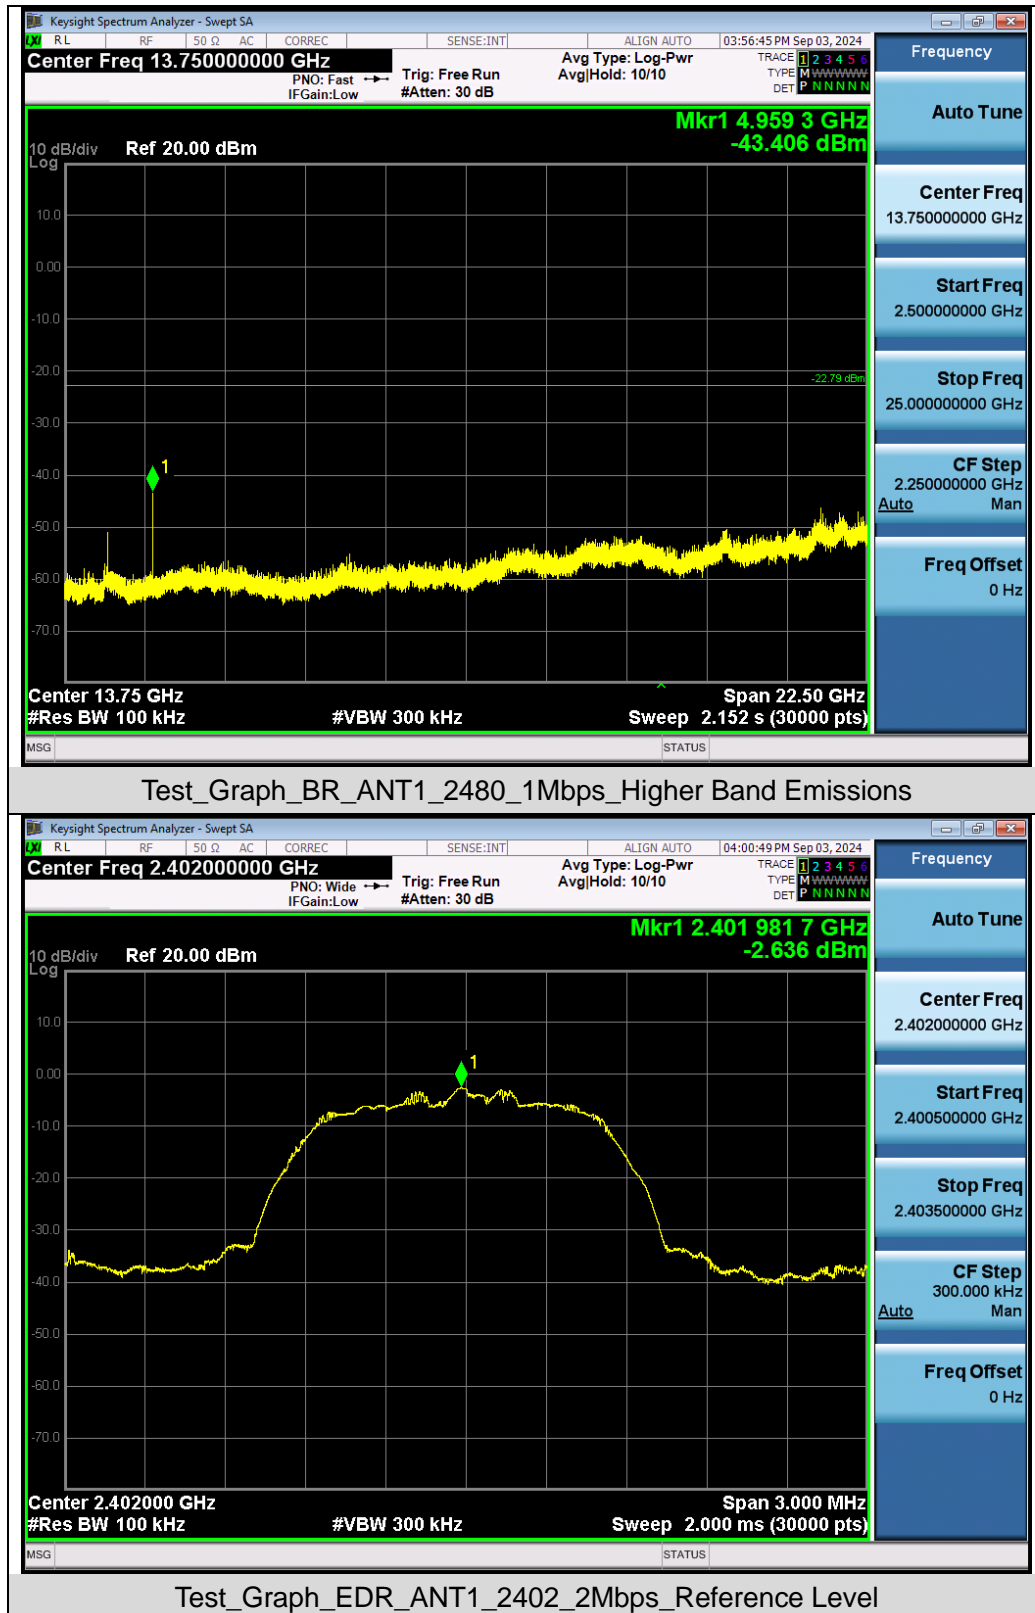 Keysight Spectrum Analyzer - Swept SA
LXI RL RF 50 Ω AC CORREC SENSE:INT ALIGN AUTO 03:56:45 PM Sep 03, 2024
Center Freq 13.750000000 GHz
PNO: Fast
IFGain:Low
Trig: Free Run
#Atten: 30 dB
Avg Type: Log-Pwr
Avg|Hold: 10/10
TRACE 1 2 3 4 5 6
TYPE M WWWWW
DET P N N N N N
Mkr1 4.959 3 GHz
-43.406 dBm
10 dB/div Ref 20.00 dBm
Log
10.0
0.00
-10.0
-20.0
-22.79 dBm
-30.0
-40.0
1
-50.0
-60.0
-70.0
Center 13.75 GHz Span 22.50 GHz
#Res BW 100 kHz #VBW 300 kHz Sweep 2.152 s (30000 pts)
MSG STATUS
Frequency
Auto Tune
Center Freq
13.750000000 GHz
Start Freq
2.500000000 GHz
Stop Freq
25.000000000 GHz
CF Step
2.250000000 GHz
Auto Man
Freq Offset
0 Hz
Test_Graph_BR_ANT1_2480_1Mbps_Higher Band Emissions
Keysight Spectrum Analyzer - Swept SA
LXI RL RF 50 Ω AC CORREC SENSE:INT ALIGN AUTO 04:00:49 PM Sep 03, 2024
Center Freq 2.402000000 GHz
PNO: Wide
IFGain:Low
Trig: Free Run
#Atten: 30 dB
Avg Type: Log-Pwr
Avg|Hold: 10/10
TRACE 1 2 3 4 5 6
TYPE M WWWWW
DET P N N N N N
Mkr1 2.401 981 7 GHz
-2.636 dBm
10 dB/div Ref 20.00 dBm
Log
10.0
0.00
1
-10.0
-20.0
-30.0
-40.0
-50.0
-60.0
-70.0
Center 2.402000 GHz Span 3.000 MHz
#Res BW 100 kHz #VBW 300 kHz Sweep 2.000 ms (30000 pts)
MSG STATUS
Frequency
Auto Tune
Center Freq
2.402000000 GHz
Start Freq
2.400500000 GHz
Stop Freq
2.403500000 GHz
CF Step
300.000 kHz
Auto Man
Freq Offset
0 Hz
Test_Graph_EDR_ANT1_2402_2Mbps_Reference Level